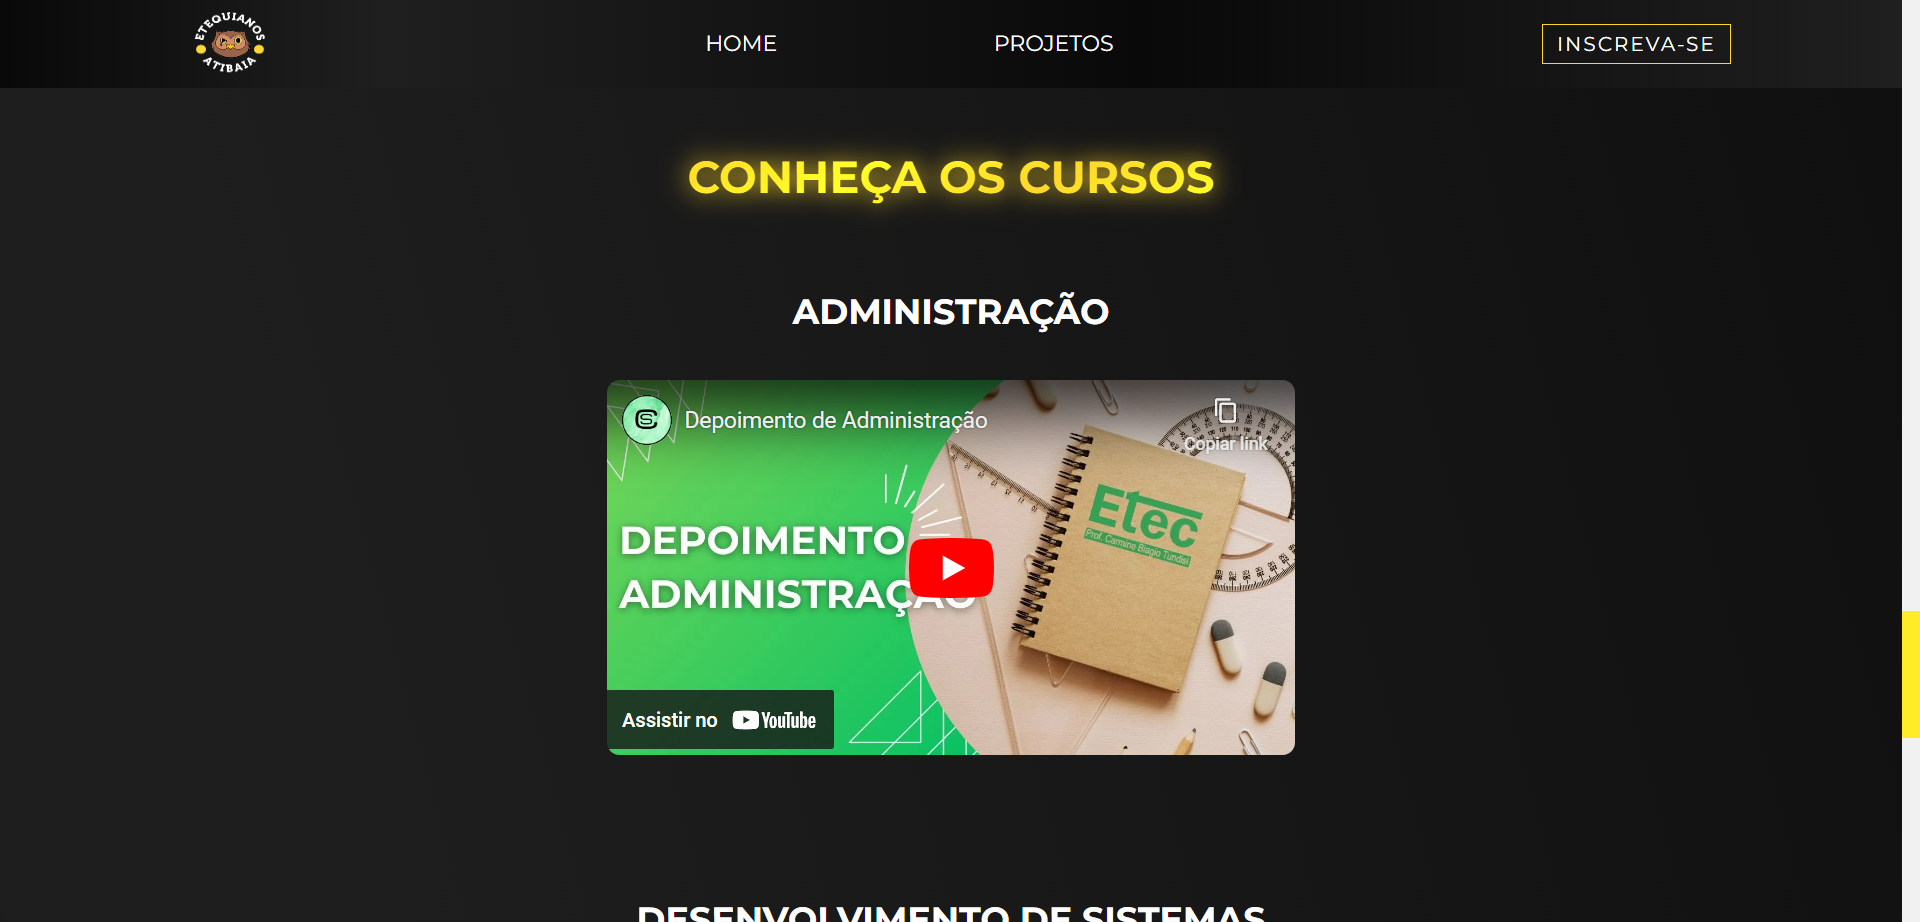 ETEQUIANOS
ATIBAIA
HOME
PROJETOS
INSCREVA-SE
CONHEÇA OS CURSOS
ADMINISTRAÇÃO
Depoimento de Administração
Copiar link
DEPOIMENTO
ADMINISTRAÇÃO
Etec
Prof. Carmine Biagio Tundisi
Assistir no YouTube
DESENVOLVIMENTO DE SISTEMAS